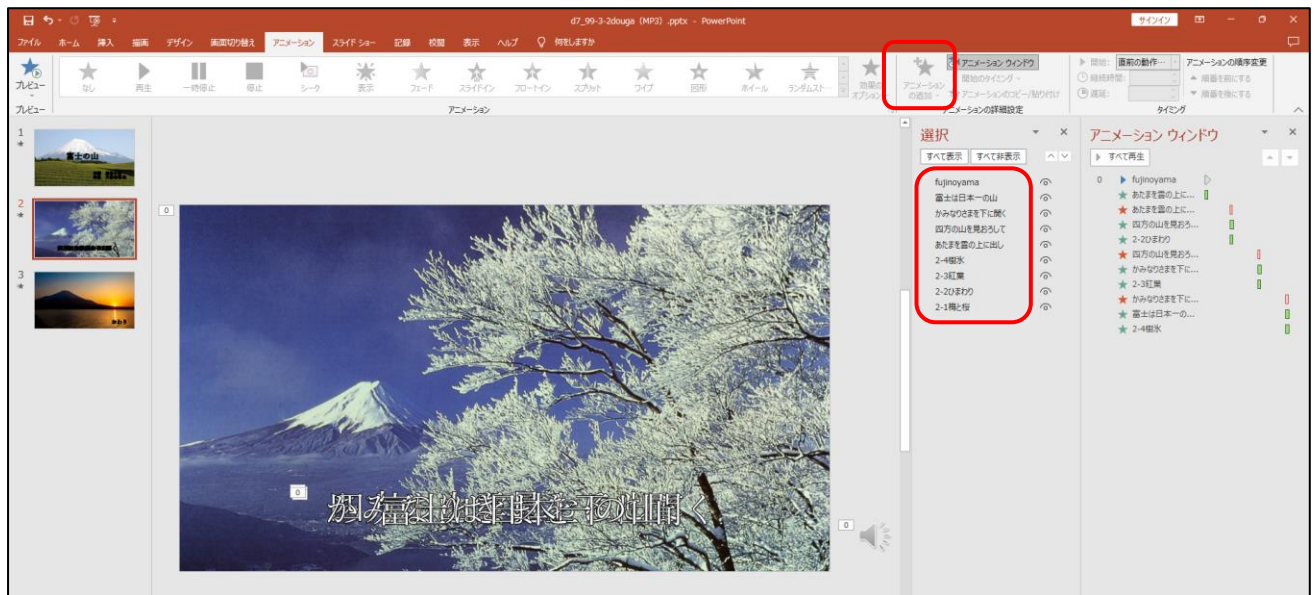 d7_99-3-2douga (MP3) .pptx - PowerPoint
サインイン
ファイル ホーム 挿入 描画 デザイン 画面切り替え アニメーション スライド ショー 記録 校閲 表示 ヘルプ 何をしますか
プレビュー
なし 再生 一時停止 停止 シーク 表示 フェード スライドイン フロートイン スプリット ワイプ 図形 ホイール ランダムスト…
効果の
オプション
アニメーション
の追加
アニメーション ウィンドウ
開始のタイミング
アニメーションのコピー/貼り付け
開始: 直前の動作…
継続時間:
遅延:
アニメーションの順序変更
順番を前にする
順番を後にする
プレビュー アニメーション アニメーションの詳細設定 タイミング
1
富士の山
2
3
選択
すべて表示 すべて非表示
fujinoyama
富士は日本一の山
かみなりさまを下に聞く
四方の山を見おろして
あたまを雲の上に出し
2-4樹氷
2-3紅葉
2-2ひまわり
2-1梅と桜
アニメーション ウィンドウ
すべて再生
0 fujinoyama
あたまを雲の上に…
あたまを雲の上に…
四方の山を見おろ…
2-2ひまわり
四方の山を見おろ…
かみなりさまを下に…
2-3紅葉
かみなりさまを下に…
富士は日本一の…
2-4樹氷
0
0
0